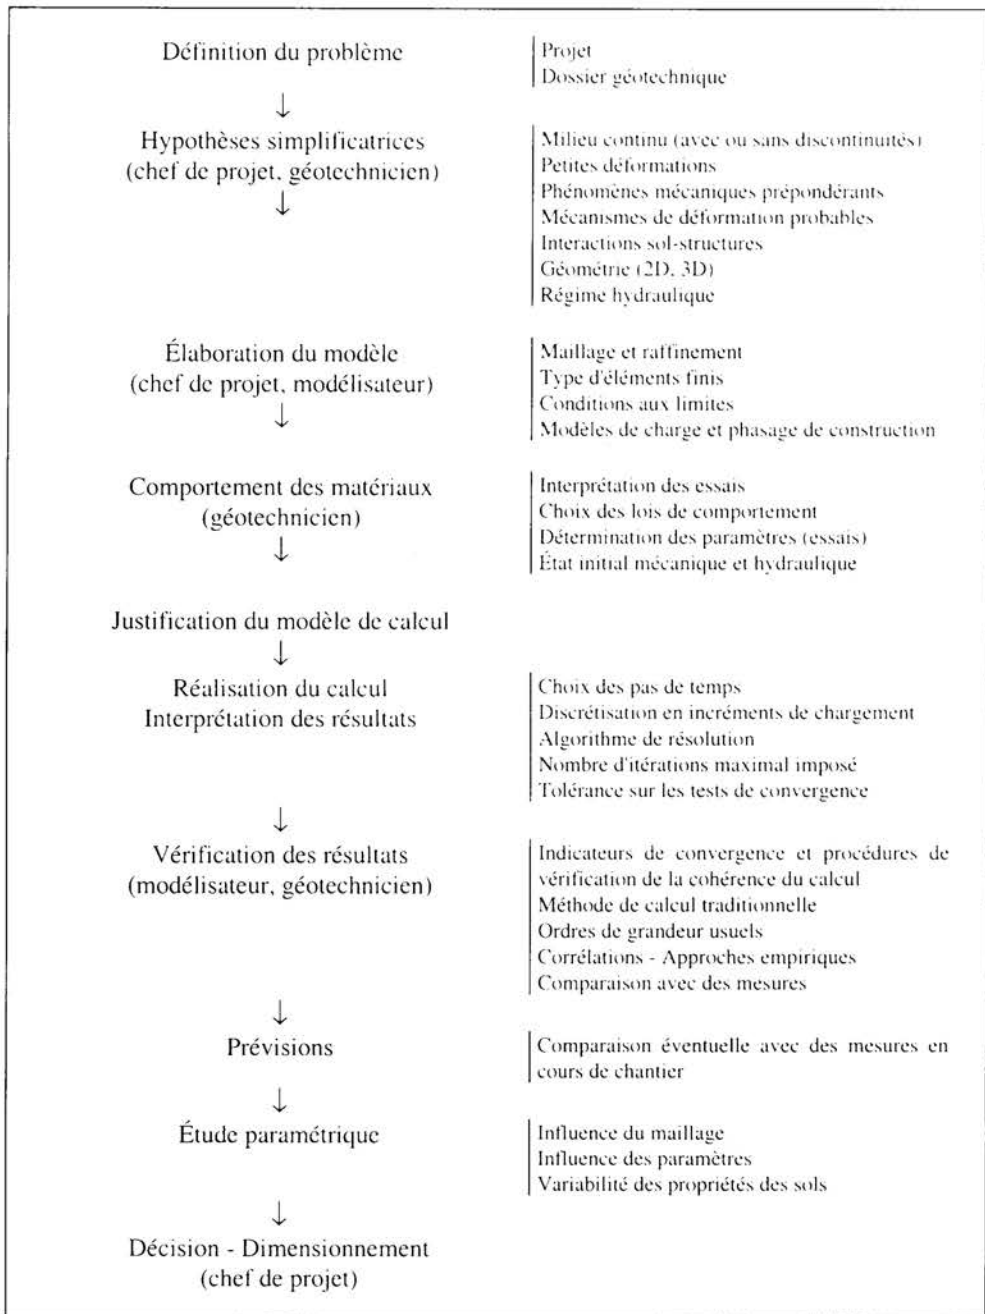 Définition du problème
Projet
Dossier géotechnique
↓
Hypothèses simplificatrices
(chef de projet, géotechnicien)
↓
Milieu continu (avec ou sans discontinuités)
Petites déformations
Phénomènes mécaniques prépondérants
Mécanismes de déformation probables
Interactions sol-structures
Géométrie (2D, 3D)
Régime hydraulique
Élaboration du modèle
(chef de projet, modélisateur)
↓
Maillage et raffinement
Type d'éléments finis
Conditions aux limites
Modèles de charge et phasage de construction
Comportement des matériaux
(géotechnicien)
↓
Interprétation des essais
Choix des lois de comportement
Détermination des paramètres (essais)
État initial mécanique et hydraulique
Justification du modèle de calcul
↓
Réalisation du calcul
Interprétation des résultats
Choix des pas de temps
Discrétisation en incréments de chargement
Algorithme de résolution
Nombre d'itérations maximal imposé
Tolérance sur les tests de convergence
↓
Vérification des résultats
(modélisateur, géotechnicien)
Indicateurs de convergence et procédures de
vérification de la cohérence du calcul
Méthode de calcul traditionnelle
Ordres de grandeur usuels
Corrélations - Approches empiriques
Comparaison avec des mesures
↓
Prévisions
Comparaison éventuelle avec des mesures en
cours de chantier
↓
Étude paramétrique
Influence du maillage
Influence des paramètres
Variabilité des propriétés des sols
↓
Décision - Dimensionnement
(chef de projet)